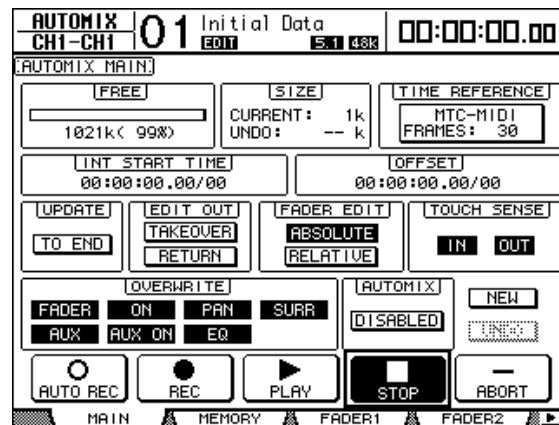 AUTOMIX
CH1-CH1
01
Initial Data
EDIT
5.1
48k
00:00:00.00
AUTOMIX MAIN
FREE
1021k( 99%)
SIZE
CURRENT: 1k
UNDO: -- k
TIME REFERENCE
MTC-MIDI
FRAMES: 30
INT START TIME
00:00:00.00/00
OFFSET
00:00:00.00/00
UPDATE
TO END
EDIT OUT
TAKEOVER
RETURN
FADER EDIT
ABSOLUTE
RELATIVE
TOUCH SENSE
IN OUT
OVERWRITE
FADER ON PAN SURR
AUX AUX ON EQ
AUTOMIX
DISABLED
NEW
UNDO
AUTO REC
REC
PLAY
STOP
ABORT
MAIN MEMORY FADER1 FADER2